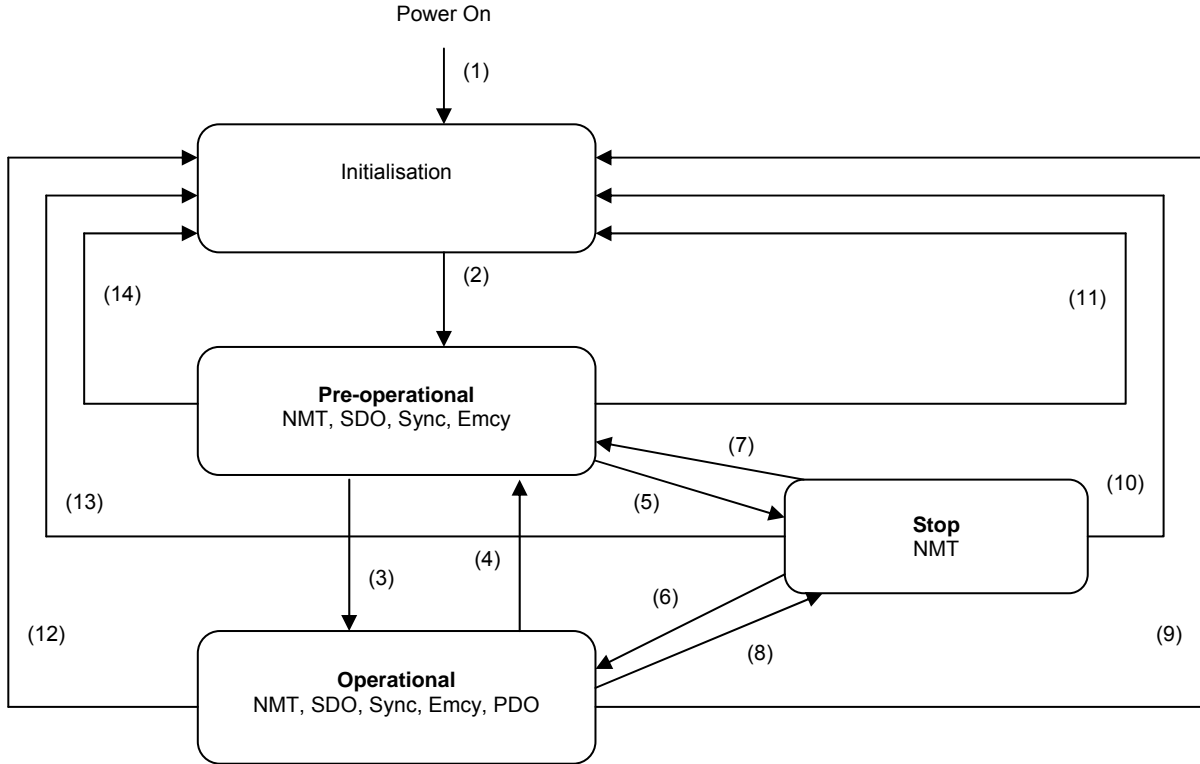 Power On
(1)
Initialisation
(2)
(14)
(11)
Pre-operational
NMT, SDO, Sync, Emcy
(7)
(13)
(5)
(10)
Stop
NMT
(3)
(4)
(6)
(12)
(8)
(9)
Operational
NMT, SDO, Sync, Emcy, PDO